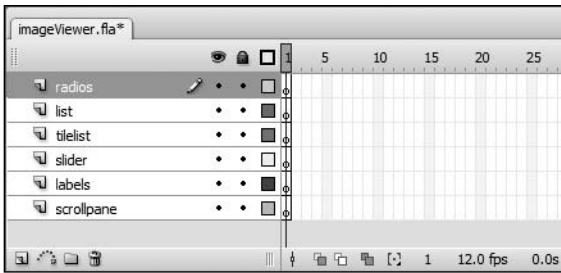 imageViewer.fla*
1 5 10 15 20 25
radios
list
tilelist
slider
labels
scrollpane
1 12.0 fps 0.0s